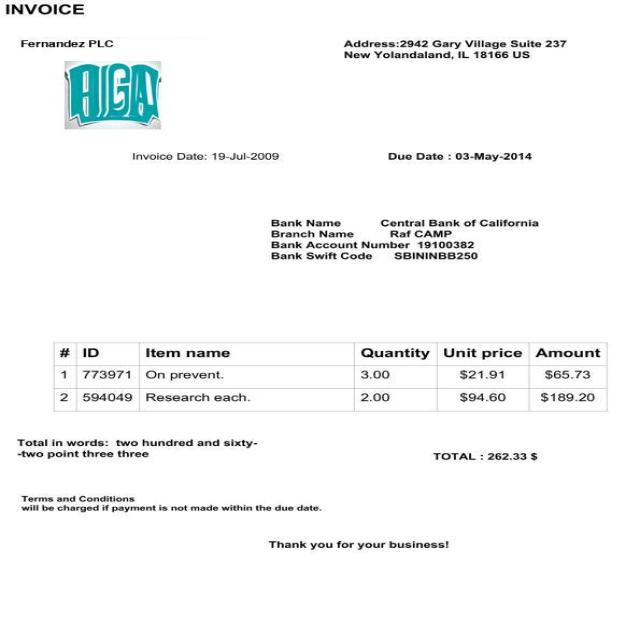 INVOICE
Fernandez PLC
Address:2942 Gary Village Suite 237
New Yolandaland, IL 18166 US
Invoice Date: 19-Jul-2009
Due Date : 03-May-2014
Bank Name Central Bank of California
Branch Name Raf CAMP
Bank Account Number 19100382
Bank Swift Code SBININBB250
# ID Item name Quantity Unit price Amount
1 773971 On prevent. 3.00 $21.91 $65.73
2 594049 Research each. 2.00 $94.60 $189.20
Total in words: two hundred and sixty-
-two point three three
TOTAL : 262.33 $
Terms and Conditions
will be charged if payment is not made within the due date.
Thank you for your business!